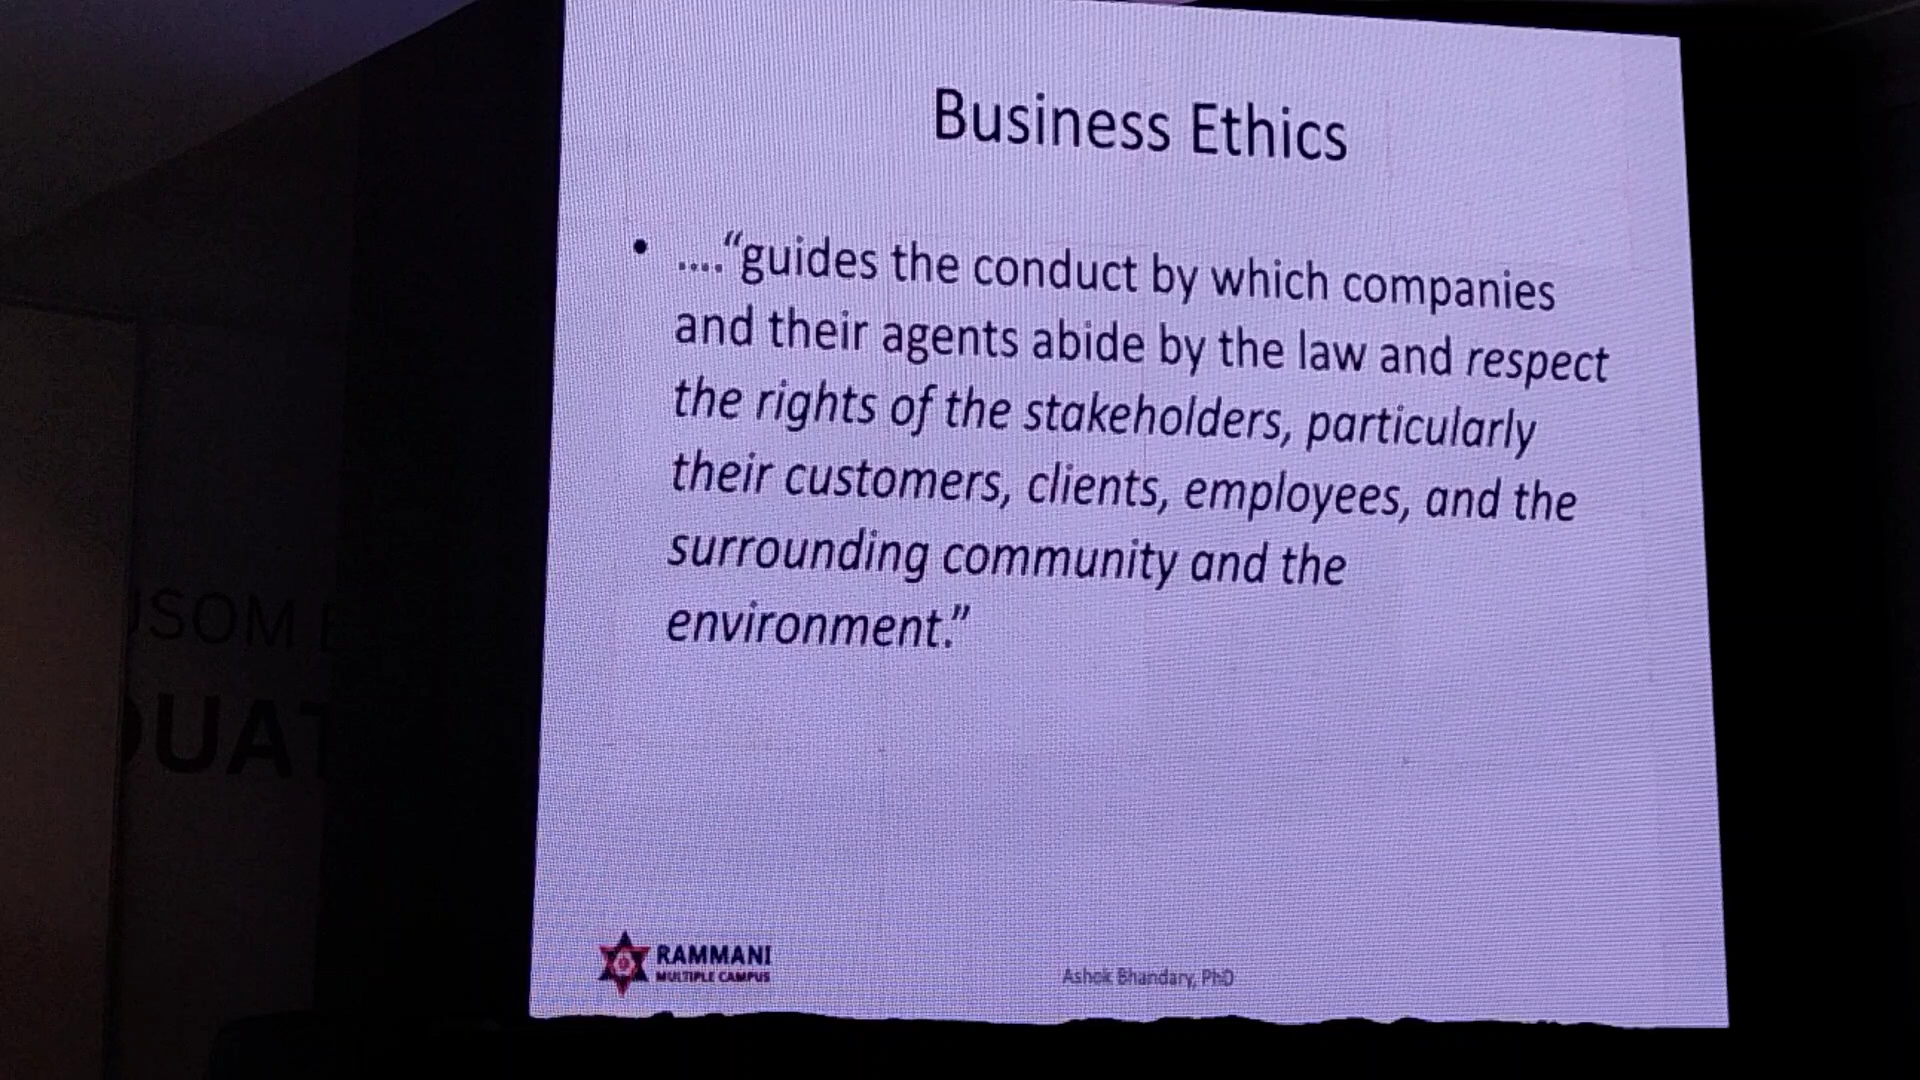 Business Ethics
• ...."guides the conduct by which companies
and their agents abide by the law and respect
the rights of the stakeholders, particularly
their customers, clients, employees, and the
surrounding community and the
environment."
RAMMANI
MULTIPLE CAMPUS
Ashok Bhandary, PhD
SOM
UAT